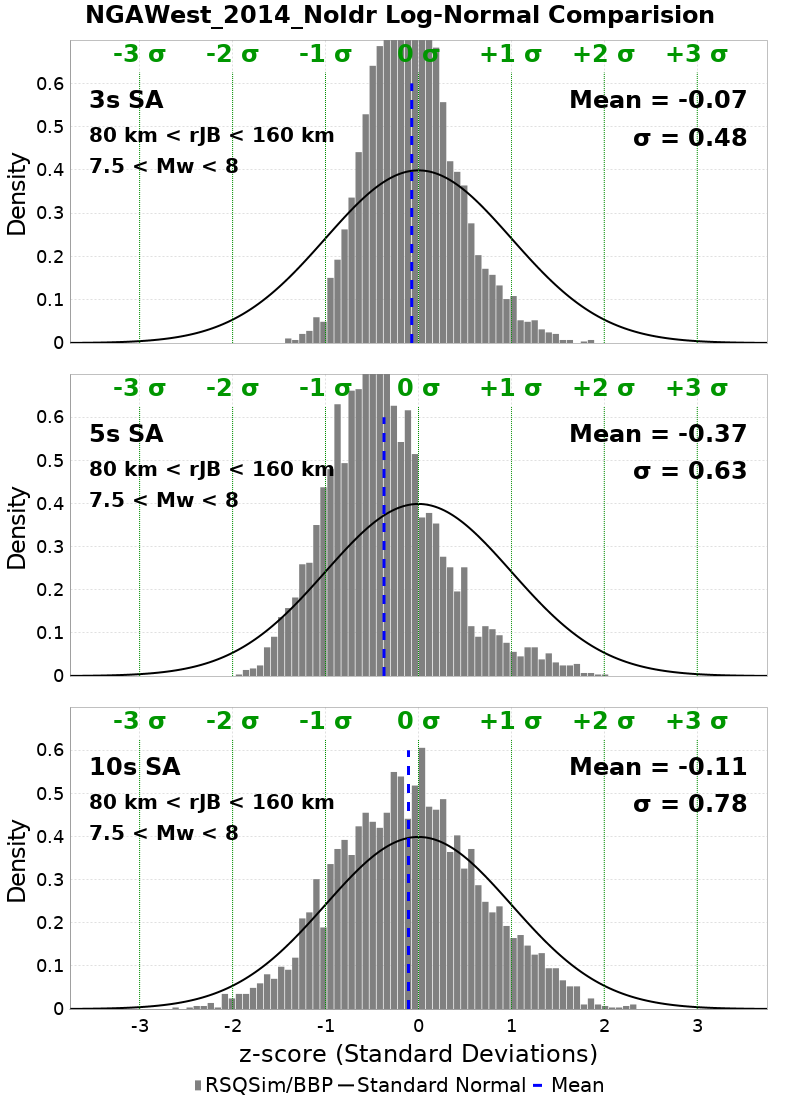 NGAWest_2014_NoIdr Log-Normal Comparision
-3 σ -2 σ -1 σ 0 σ +1 σ +2 σ +3 σ
3s SA
80 km < rJB < 160 km
7.5 < Mw < 8
Mean = -0.07
σ = 0.48
Density
0.6
0.5
0.4
0.3
0.2
0.1
0
-3 σ -2 σ -1 σ 0 σ +1 σ +2 σ +3 σ
5s SA
80 km < rJB < 160 km
7.5 < Mw < 8
Mean = -0.37
σ = 0.63
Density
0.6
0.5
0.4
0.3
0.2
0.1
0
-3 σ -2 σ -1 σ 0 σ +1 σ +2 σ +3 σ
10s SA
80 km < rJB < 160 km
7.5 < Mw < 8
Mean = -0.11
σ = 0.78
Density
0.6
0.5
0.4
0.3
0.2
0.1
0
-3 -2 -1 0 1 2 3
z-score (Standard Deviations)
RSQSim/BBP Standard Normal Mean